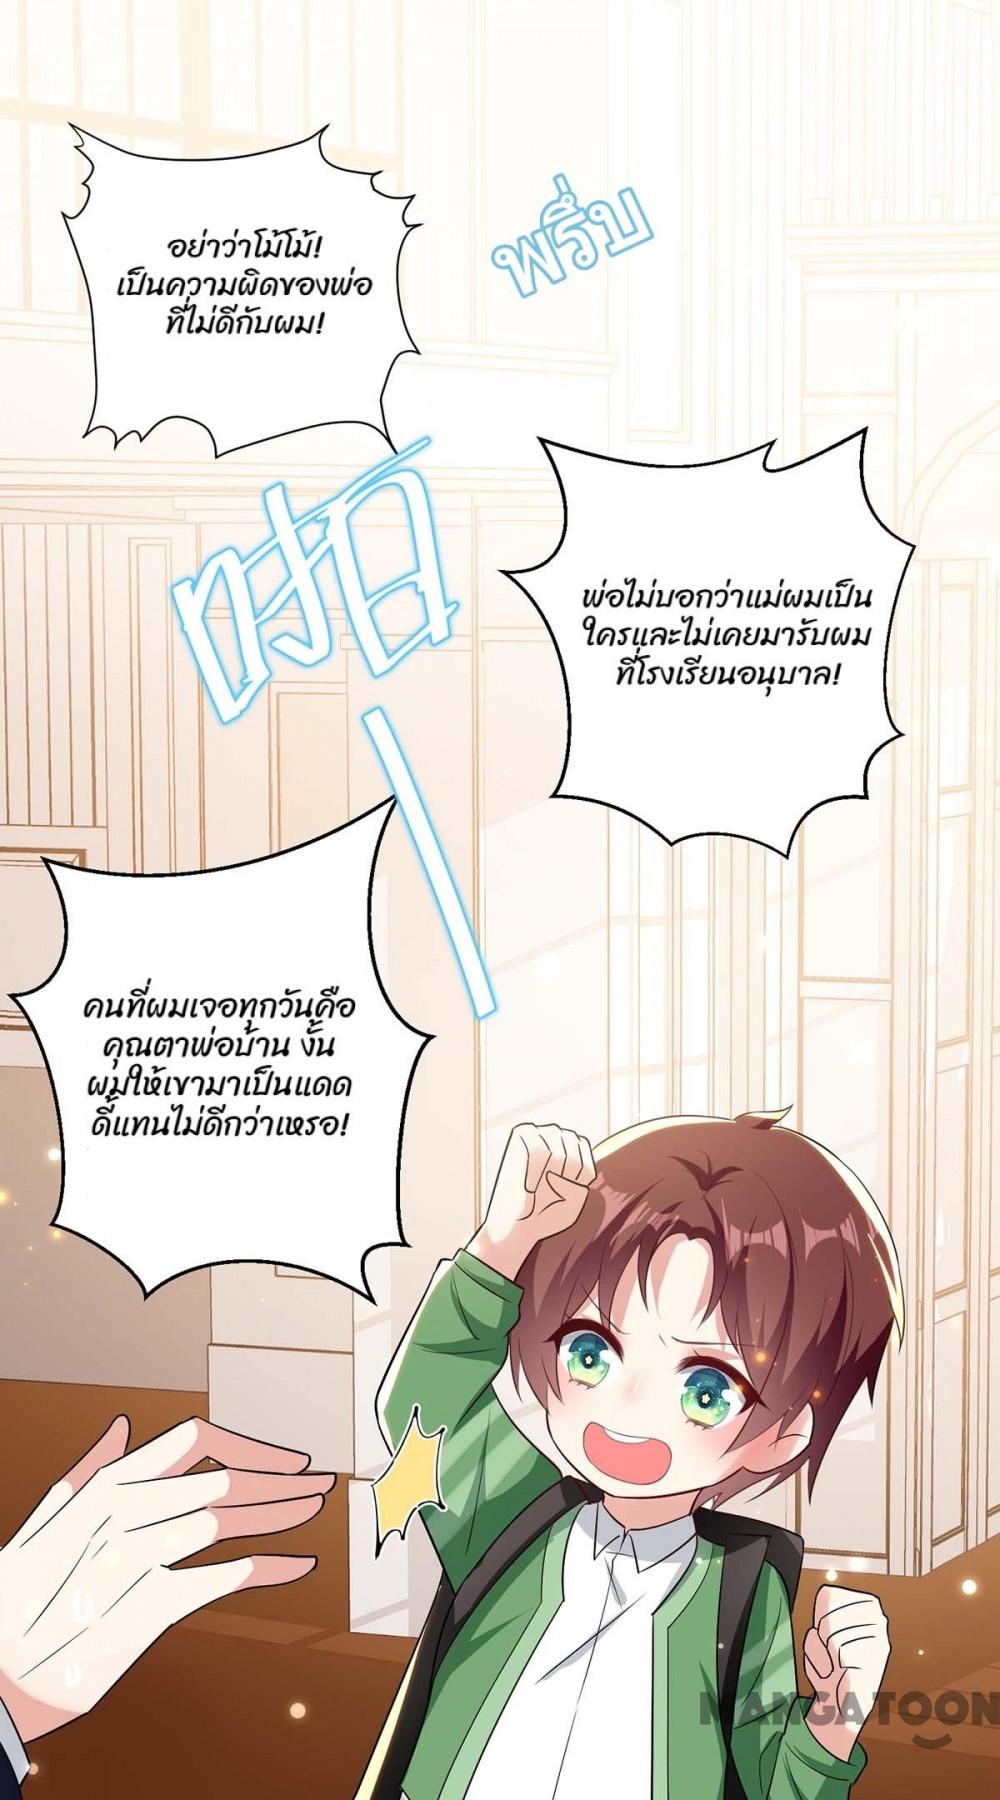 อย่าว่าโม้โม้!
เป็นความผิดของพ่อ
ที่ไม่ดีกับผม!
พรึ่บ
啪
พ่อไม่บอกว่าแม่ผมเป็น
ใครและไม่เคยมารับผม
ที่โรงเรียนอนุบาล!
คนที่ผมเจอทุกวันคือ
คุณตาพ่อบ้าน งั้น
ผมให้เขามาเป็นแดด
ดี้แทนไม่ดีกว่าเหรอ!
MANGATOON